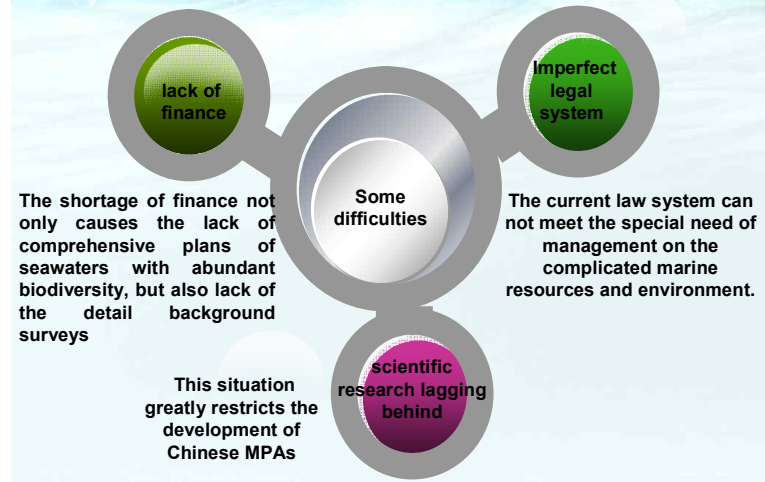 lack of
finance
Imperfect
legal
system
Some
difficulties
The shortage of finance not
only causes the lack of
comprehensive plans of
seawaters with abundant
biodiversity, but also lack of
the detail background
surveys
The current law system can
not meet the special need of
management on the
complicated marine
resources and environment.
scientific
research lagging
behind
This situation
greatly restricts the
development of
Chinese MPAs